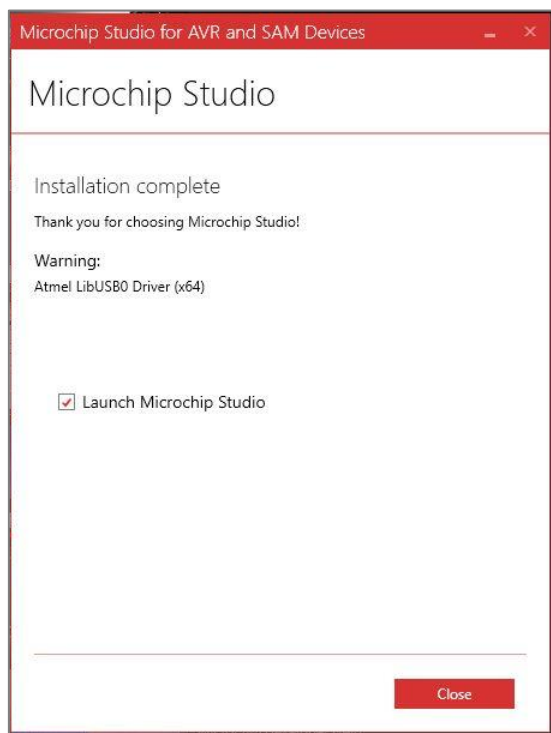 Microchip Studio for AVR and SAM Devices
Microchip Studio
Installation complete
Thank you for choosing Microchip Studio!
Warning:
Atmel LibUSB0 Driver (x64)
Launch Microchip Studio
Close